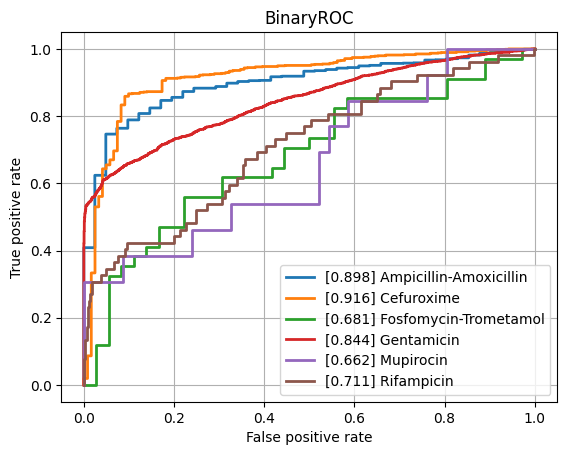 BinaryROC
True positive rate
1.0
0.8
0.6
0.4
0.2
0.0
[0.898] Ampicillin-Amoxicillin
[0.916] Cefuroxime
[0.681] Fosfomycin-Trometamol
[0.844] Gentamicin
[0.662] Mupirocin
[0.711] Rifampicin
0.0 0.2 0.4 0.6 0.8 1.0
False positive rate